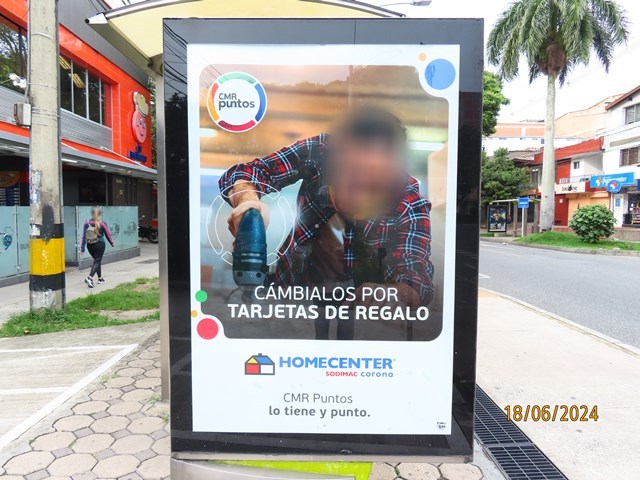 CMR
puntos
CÁMBIALOS POR
TARJETAS DE REGALO
HOMECENTER
SODIMAC corona
CMR Puntos
lo tiene y punto.
18/06/2024